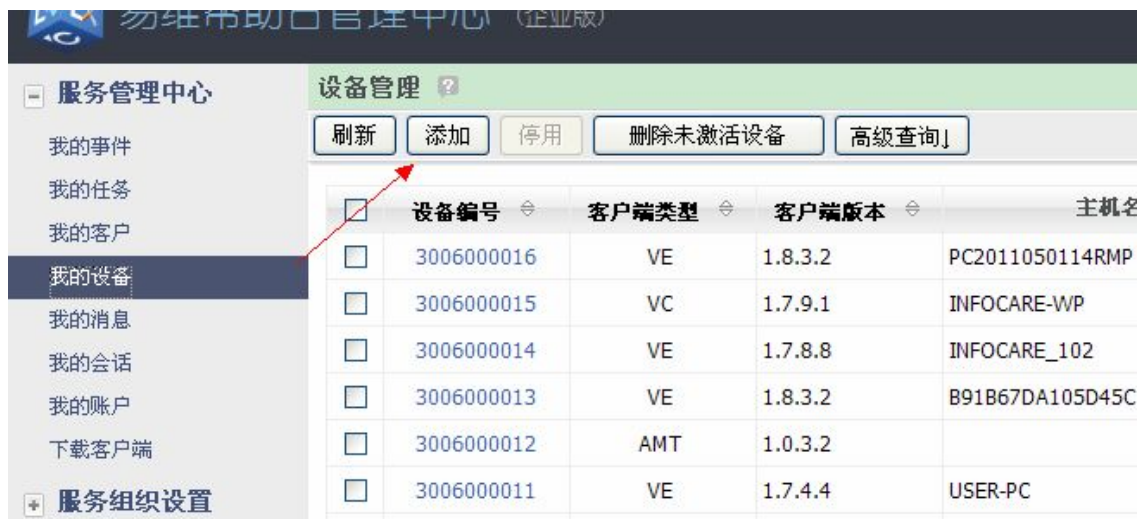 易维帮助台管理中心 (企业版)
服务管理中心
我的事件
我的任务
我的客户
我的设备
我的消息
我的会话
我的账户
下载客户端
服务组织设置
设备管理
刷新 添加 停用 删除未激活设备 高级查询↓
设备编号 客户端类型 客户端版本 主机名
3006000016 VE 1.8.3.2 PC2011050114RMP
3006000015 VC 1.7.9.1 INFOCARE-WP
3006000014 VE 1.7.8.8 INFOCARE_102
3006000013 VE 1.8.3.2 B91B67DA105D45C
3006000012 AMT 1.0.3.2
3006000011 VE 1.7.4.4 USER-PC